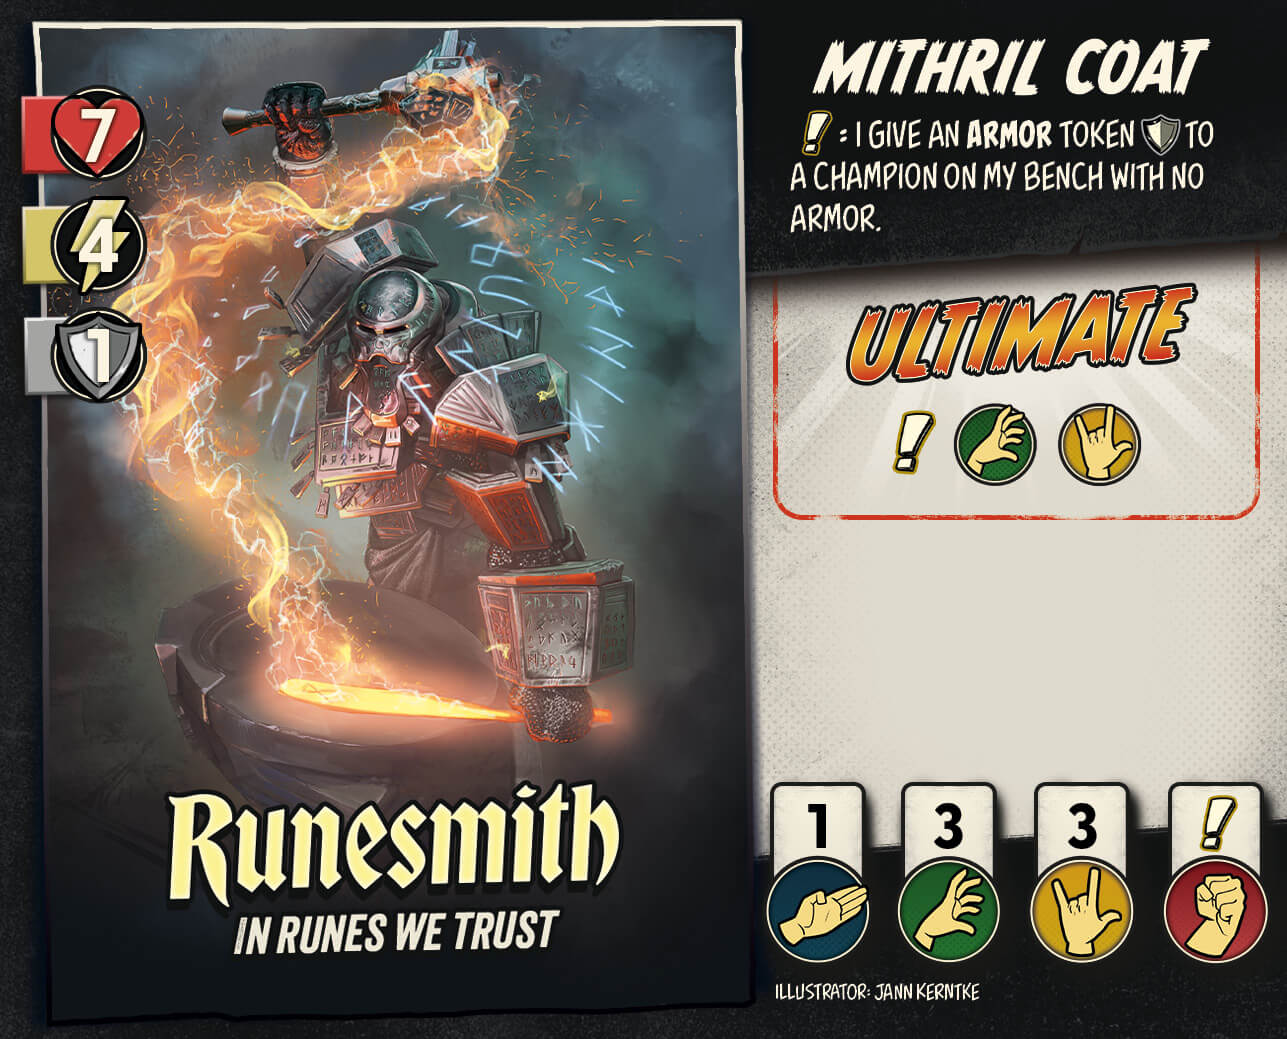 7
4
1
Runesmith
IN RUNES WE TRUST
MITHRIL COAT
! : I GIVE AN ARMOR TOKEN TO
A CHAMPION ON MY BENCH WITH NO
ARMOR.
ULTIMATE
!
1 3 3 !
ILLUSTRATOR: JANN KERNTKE